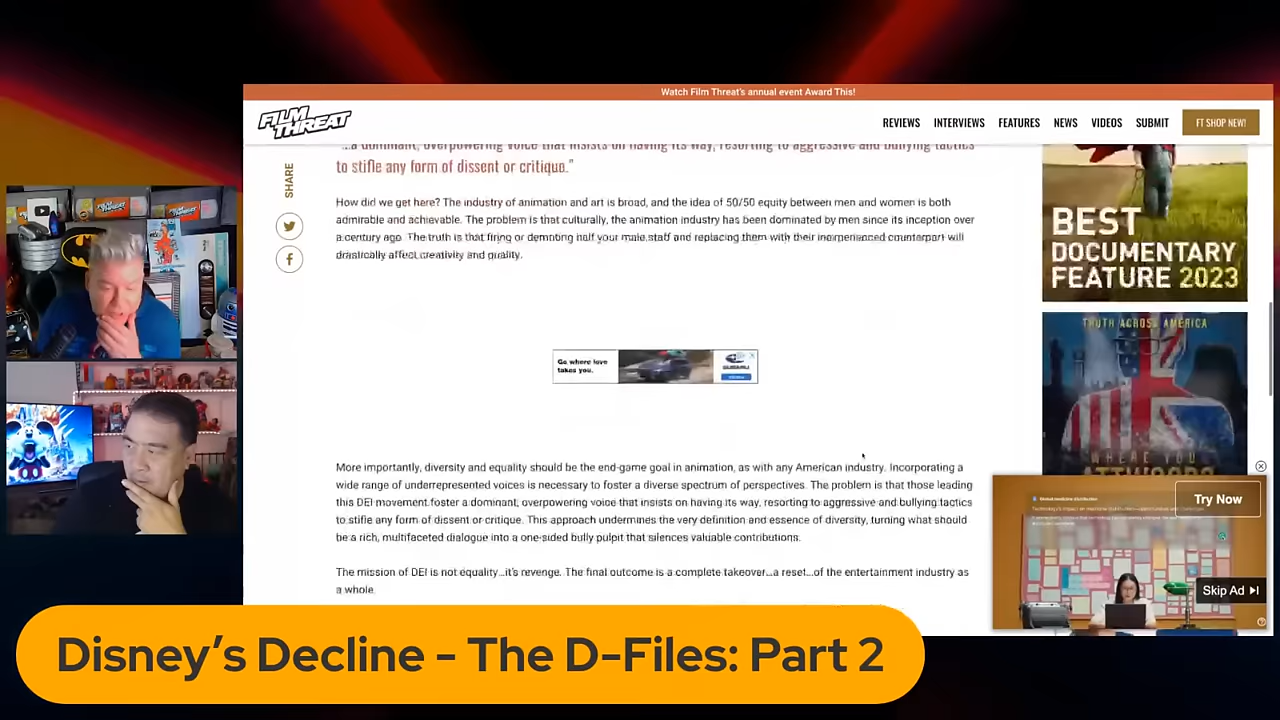 Watch Film Threat's annual event Award This!
FILM
THREAT
REVIEWS INTERVIEWS FEATURES NEWS VIDEOS SUBMIT FT SHOP NEW!
...a dominant, overpowering voice that insists on having its way, resorting to aggressive and bullying tactics
to stifle any form of dissent or critique."
SHARE
How did we get here? The industry of animation and art is broad, and the idea of 50/50 equity between men and women is both
admirable and achievable. The problem is that culturally, the animation industry has been dominated by men since its inception over
a century ago. The truth is that firing or demoting half your male staff and replacing them with their inexperienced counterpart will
drastically affect creativity and quality.
BEST
DOCUMENTARY
FEATURE 2023
TRUTH ACROSS AMERICA
WHERE YOU
Go where love
takes you.
SUBARU
More importantly, diversity and equality should be the end-game goal in animation, as with any American industry. Incorporating a
wide range of underrepresented voices is necessary to foster a diverse spectrum of perspectives. The problem is that those leading
this DEI movement foster a dominant, overpowering voice that insists on having its way, resorting to aggressive and bullying tactics
to stifle any form of dissent or critique. This approach undermines the very definition and essence of diversity, turning what should
be a rich, multifaceted dialogue into a one-sided bully pulpit that silences valuable contributions.
The mission of DEI is not equality...it's revenge. The final outcome is a complete takeover...a reset...of the entertainment industry as
a whole.
Try Now
Skip Ad
Disney's Decline - The D-Files: Part 2